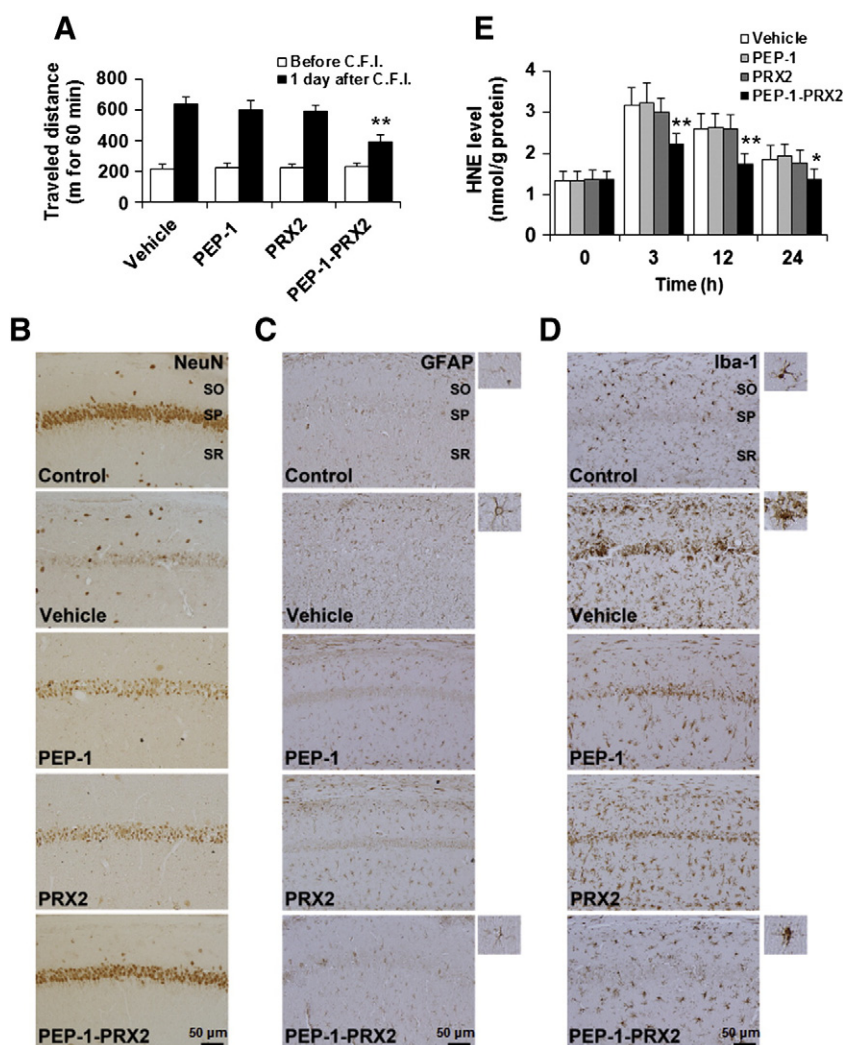 A
Before C.F.I.
1 day after C.F.I.
Traveled distance
(m for 60 min)
800
600
400
200
0
**
Vehicle
PEP-1
PRX2
PEP-1-PRX2
E
Vehicle
PEP-1
PRX2
PEP-1-PRX2
HNE level
(nmol/g protein)
4
3
2
1
0
**
**
*
0 3 12 24
Time (h)
B
NeuN
SO
SP
SR
Control
Vehicle
PEP-1
PRX2
PEP-1-PRX2
50 µm
C
GFAP
SO
SP
SR
Control
Vehicle
PEP-1
PRX2
PEP-1-PRX2
50 µm
D
Iba-1
SO
SP
SR
Control
Vehicle
PEP-1
PRX2
PEP-1-PRX2
50 µm